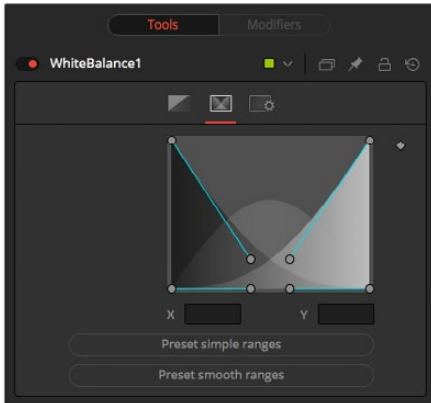 Tools
Modifiers
WhiteBalance1
X
Y
Preset simple ranges
Preset smooth ranges